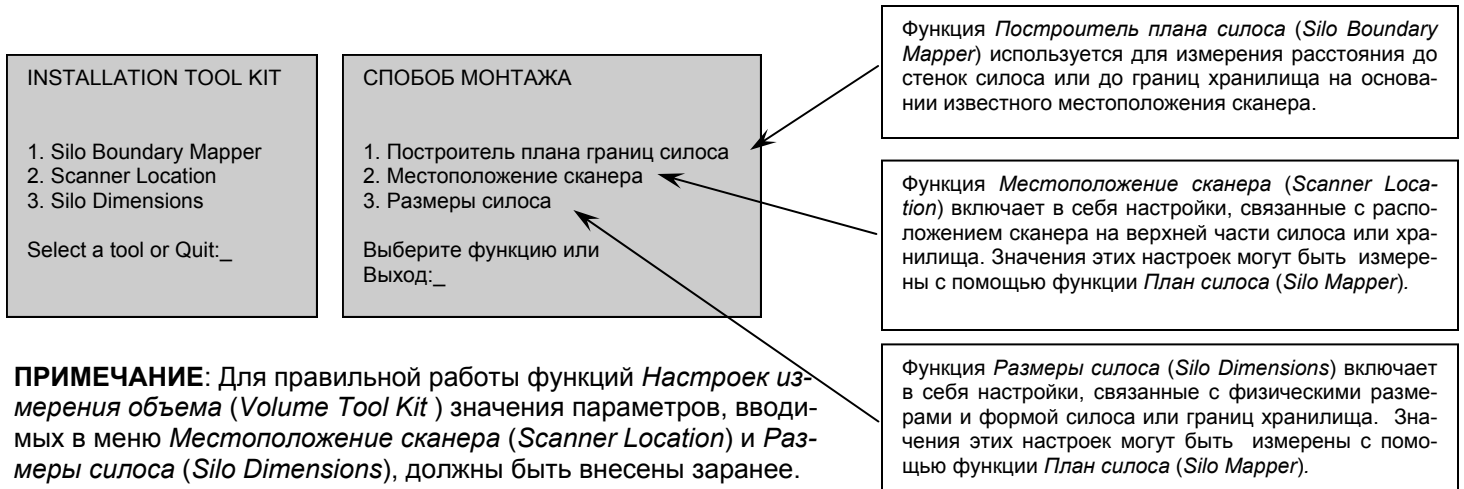 INSTALLATION TOOL KIT
1. Silo Boundary Mapper
2. Scanner Location
3. Silo Dimensions
Select a tool or Quit:_
СПОБОБ МОНТАЖА
1. Построитель плана границ силоса
2. Местоположение сканера
3. Размеры силоса
Выберите функцию или
Выход:_
Функция Построитель плана силоса (Silo Boundary
Mapper) используется для измерения расстояния до
стенок силоса или до границ хранилища на основа-
нии известного местоположения сканера.
Функция Местоположение сканера (Scanner Loca-
tion) включает в себя настройки, связанные с распо-
ложением сканера на верхней части силоса или хра-
нилища. Значения этих настроек могут быть измере-
ны с помощью функции План силоса (Silo Mapper).
Функция Размеры силоса (Silo Dimensions) включает
в себя настройки, связанные с физическими разме-
рами и формой силоса или границ хранилища. Зна-
чения этих настроек могут быть измерены с помо-
щью функции План силоса (Silo Mapper).
ПРИМЕЧАНИЕ: Для правильной работы функций Настроек из-
мерения объема (Volume Tool Kit ) значения параметров, вводи-
мых в меню Местоположение сканера (Scanner Location) и Раз-
меры силоса (Silo Dimensions), должны быть внесены заранее.